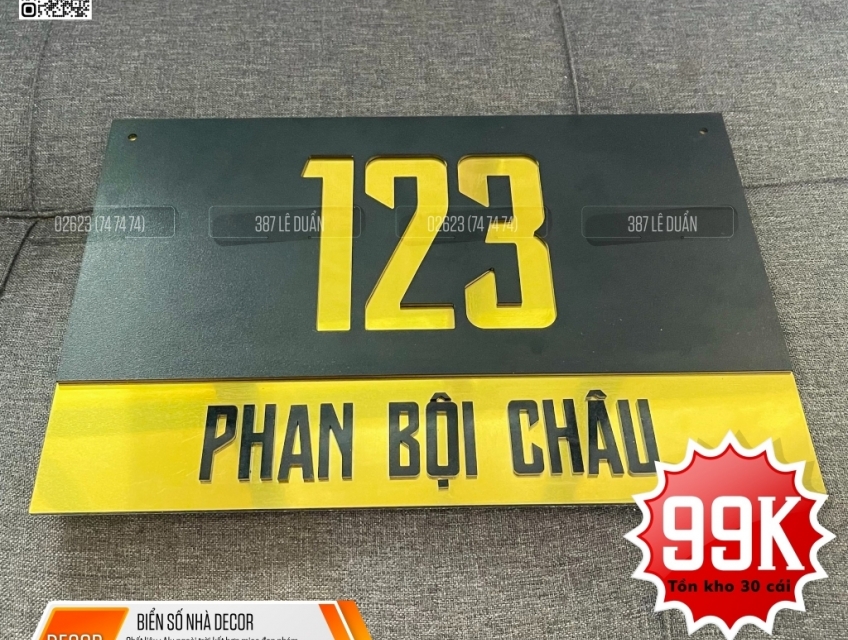 123
02623 (74 74 74)
387 LÊ DUẨN
02623 (74 74 74)
387 LÊ DUẨN
PHAN BỘI CHÂU
99K
Tồn kho 30 cái
BIỂN SỐ NHÀ DECOR
DECOR